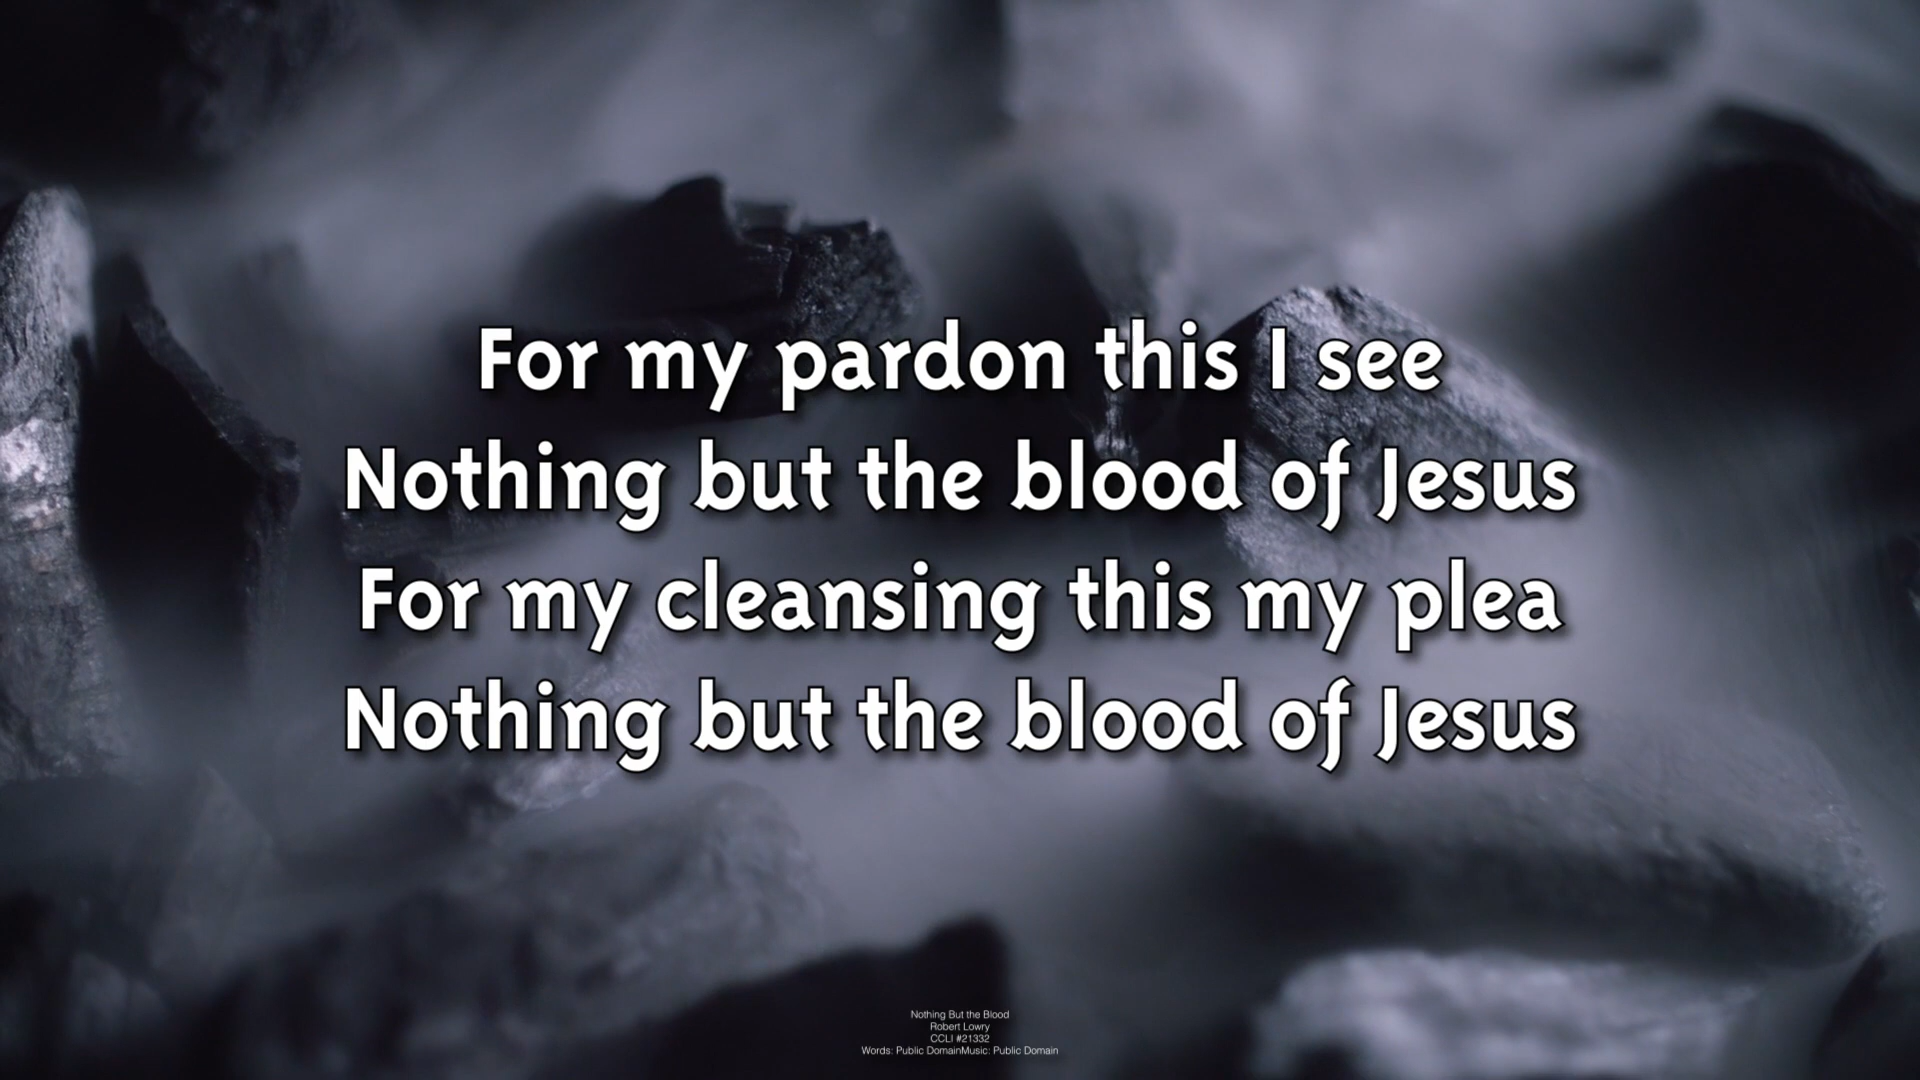 For my pardon this I see
Nothing but the blood of Jesus
For my cleansing this my plea
Nothing but the blood of Jesus
Nothing But the Blood
Robert Lowry
CCLI #21332
Words: Public DomainMusic: Public Domain